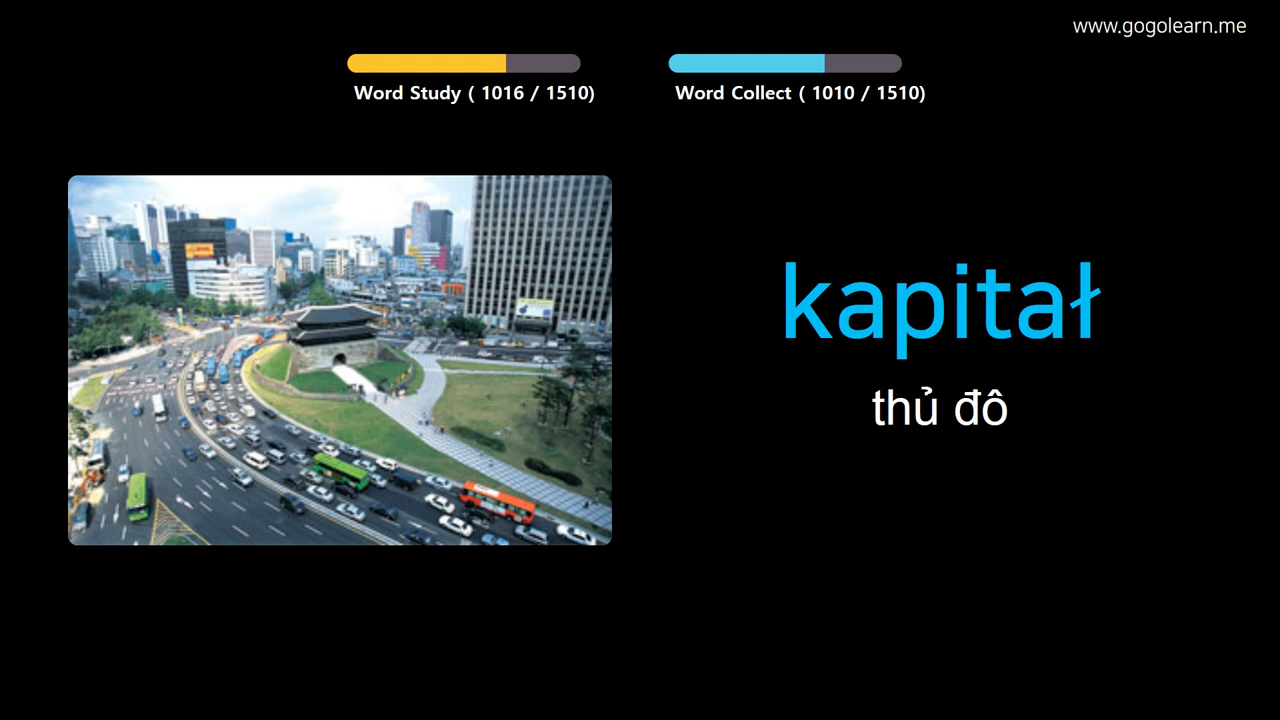 www.gogolearn.me
Word Study ( 1016 / 1510)
Word Collect ( 1010 / 1510)
kapitał
thủ đô